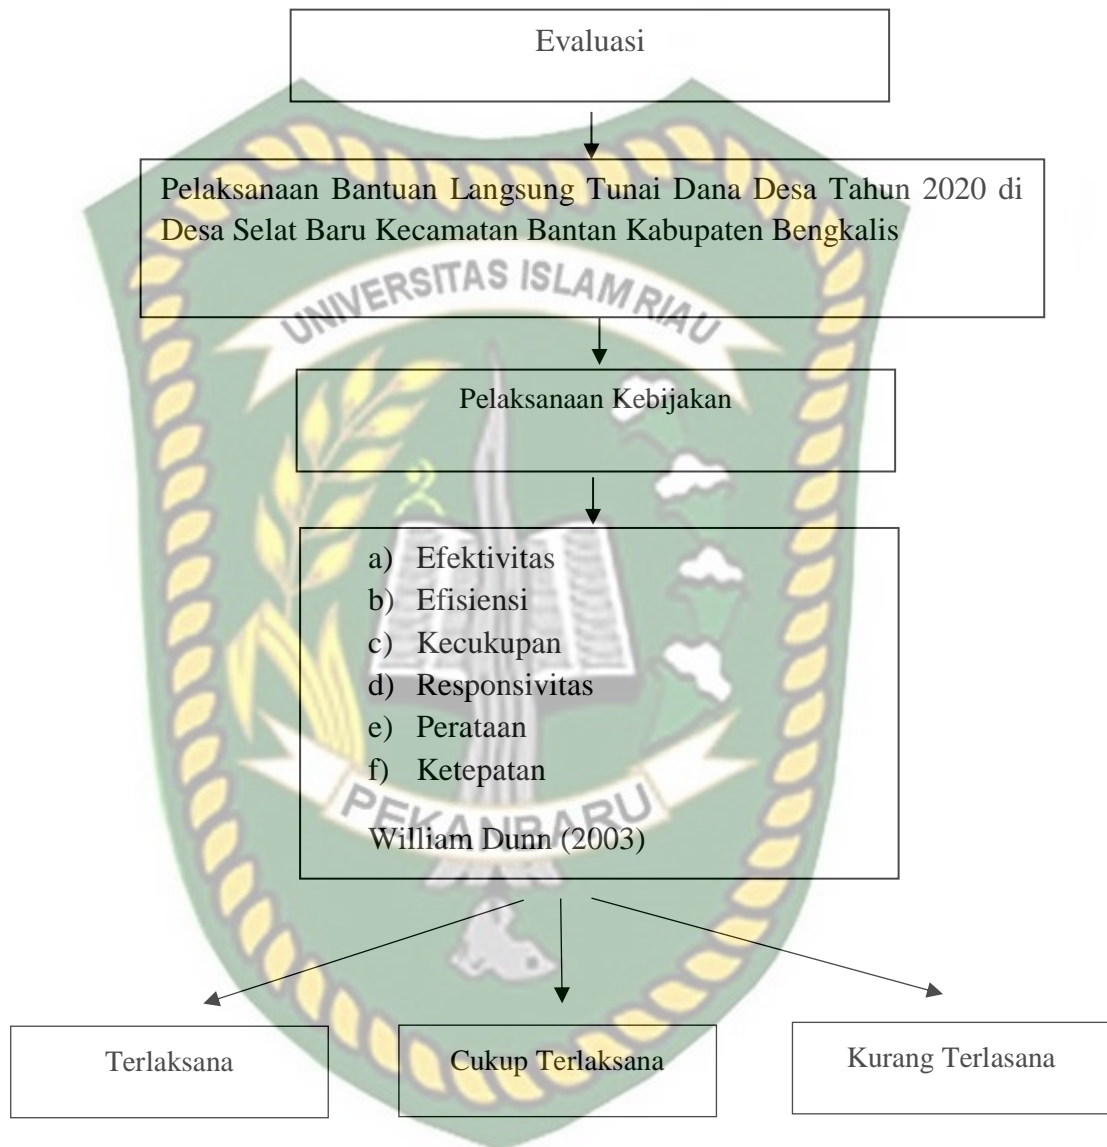 Evaluasi
Pelaksanaan Bantuan Langsung Tunai Dana Desa Tahun 2020 di
Desa Selat Baru Kecamatan Bantan Kabupaten Bengkalis
UNIVERSITAS ISLAM RIAU
Pelaksanaan Kebijakan
a) Efektivitas
b) Efisiensi
c) Kecukupan
d) Responsivitas
e) Perataan
f) Ketepatan
PEKANBARU
William Dunn (2003)
Terlaksana
Cukup Terlaksana
Kurang Terlasana